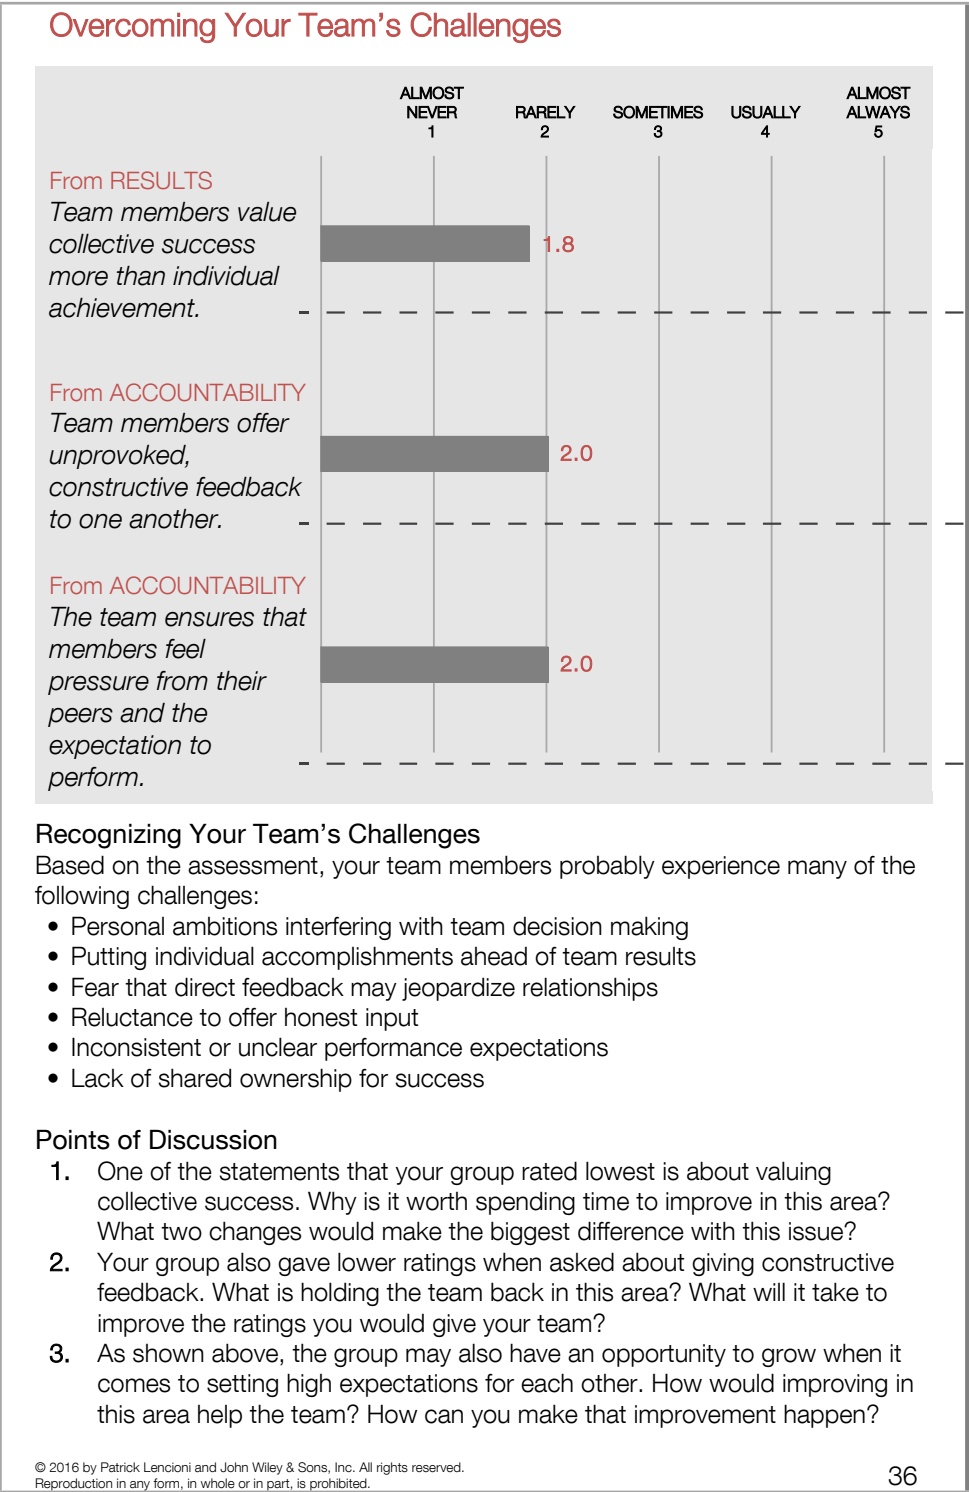 Overcoming Your Team's Challenges
ALMOST NEVER 1
RARELY 2
SOMETIMES 3
USUALLY 4
ALMOST ALWAYS 5
From RESULTS
Team members value
collective success
more than individual
achievement.
1.8
From ACCOUNTABILITY
Team members offer
unprovoked,
constructive feedback
to one another.
2.0
From ACCOUNTABILITY
The team ensures that
members feel
pressure from their
peers and the
expectation to
perform.
2.0
Recognizing Your Team's Challenges
Based on the assessment, your team members probably experience many of the
following challenges:
• Personal ambitions interfering with team decision making
• Putting individual accomplishments ahead of team results
• Fear that direct feedback may jeopardize relationships
• Reluctance to offer honest input
• Inconsistent or unclear performance expectations
• Lack of shared ownership for success
Points of Discussion
1. One of the statements that your group rated lowest is about valuing
collective success. Why is it worth spending time to improve in this area?
What two changes would make the biggest difference with this issue?
2. Your group also gave lower ratings when asked about giving constructive
feedback. What is holding the team back in this area? What will it take to
improve the ratings you would give your team?
3. As shown above, the group may also have an opportunity to grow when it
comes to setting high expectations for each other. How would improving in
this area help the team? How can you make that improvement happen?
© 2016 by Patrick Lencioni and John Wiley & Sons, Inc. All rights reserved.
Reproduction in any form, in whole or in part, is prohibited.
36